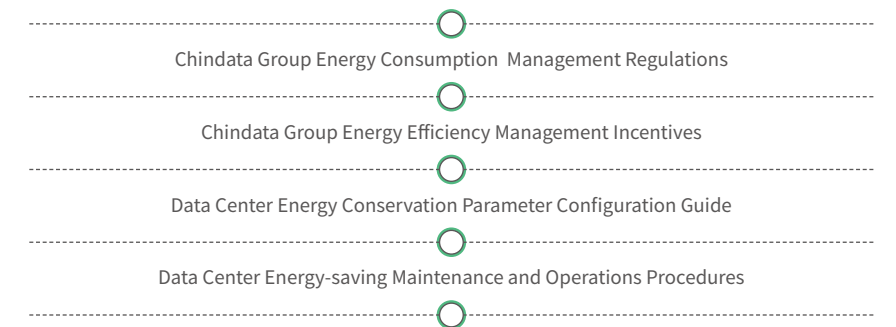 Chindata Group Energy Consumption  Management Regulations
Chindata Group Energy Efficiency Management Incentives
Data Center Energy Conservation Parameter Configuration Guide
Data Center Energy-saving Maintenance and Operations Procedures